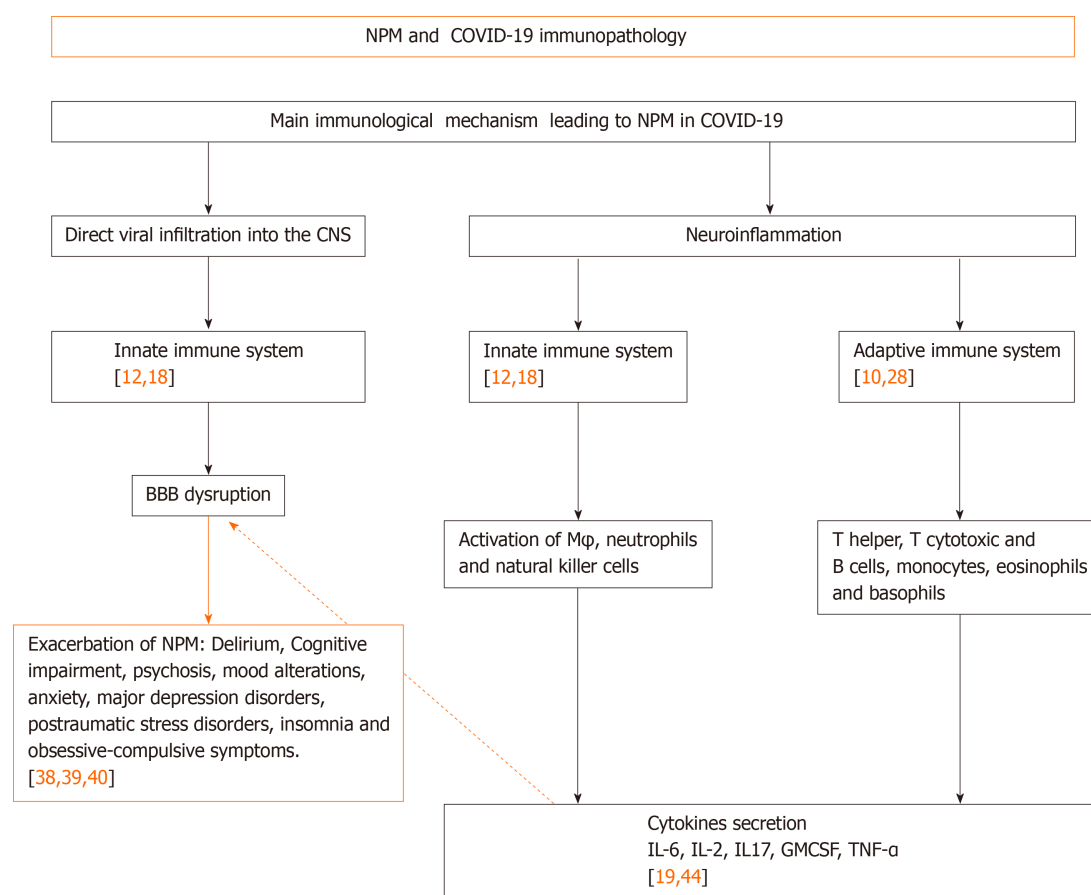 NPM and COVID-19 immunopathology
Main immunological mechanism leading to NPM in COVID-19
Direct viral infiltration into the CNS
Neuroinflammation
Innate immune system
[12,18]
Innate immune system
[12,18]
Adaptive immune system
[10,28]
BBB dysruption
Activation of Mφ, neutrophils
and natural killer cells
T helper, T cytotoxic and
B cells, monocytes, eosinophils
and basophils
Exacerbation of NPM: Delirium, Cognitive
impairment, psychosis, mood alterations,
anxiety, major depression disorders,
postraumatic stress disorders, insomnia and
obsessive-compulsive symptoms.
[38,39,40]
Cytokines secretion
IL-6, IL-2, IL17, GMCSF, TNF-α
[19,44]